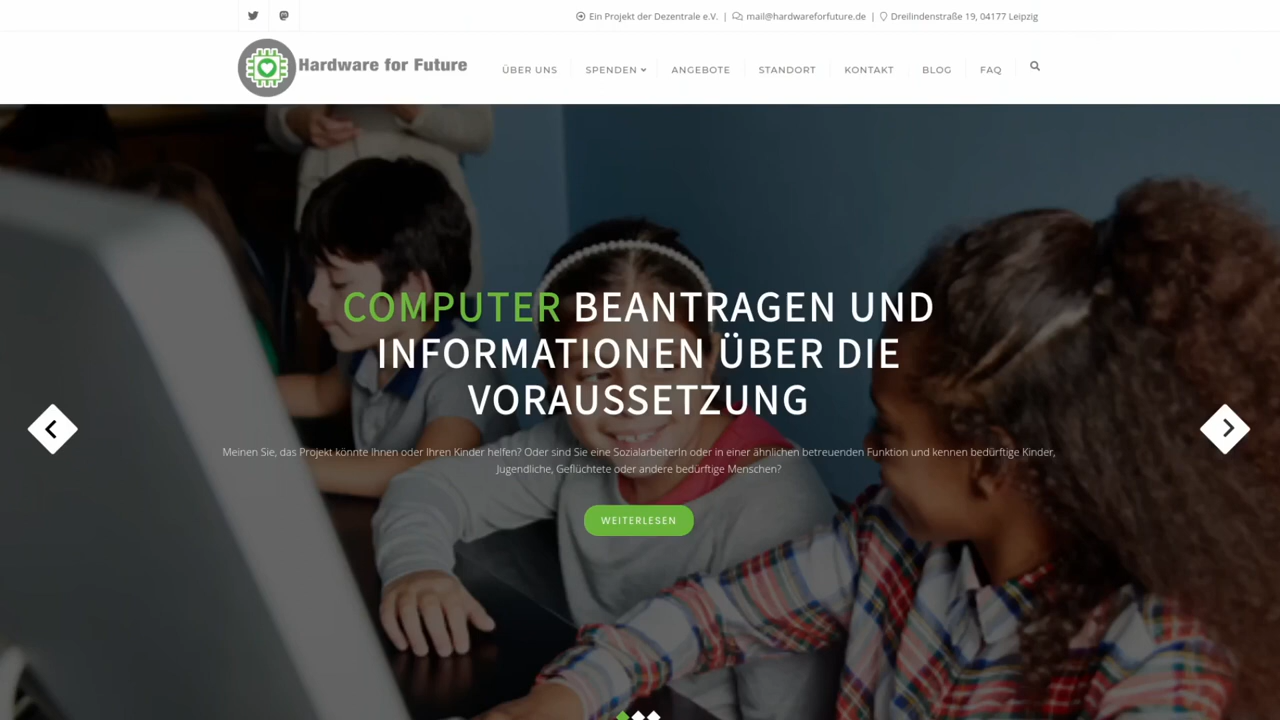 Ein Projekt der Dezentrale e.V. | mail@hardwareforfuture.de | Dreilindenstraße 19, 04177 Leipzig
Hardware for Future
ÜBER UNS SPENDEN ANGEBOTE STANDORT KONTAKT BLOG FAQ
COMPUTER BEANTRAGEN UND
INFORMATIONEN ÜBER DIE
VORAUSSETZUNG
Meinen Sie, das Projekt könnte Ihnen oder Ihren Kinder helfen? Oder sind Sie eine SozialarbeiterIn oder in einer ähnlichen betreuenden Funktion und kennen bedürftige Kinder,
Jugendliche, Geflüchtete oder andere bedürftige Menschen?
WEITERLESEN